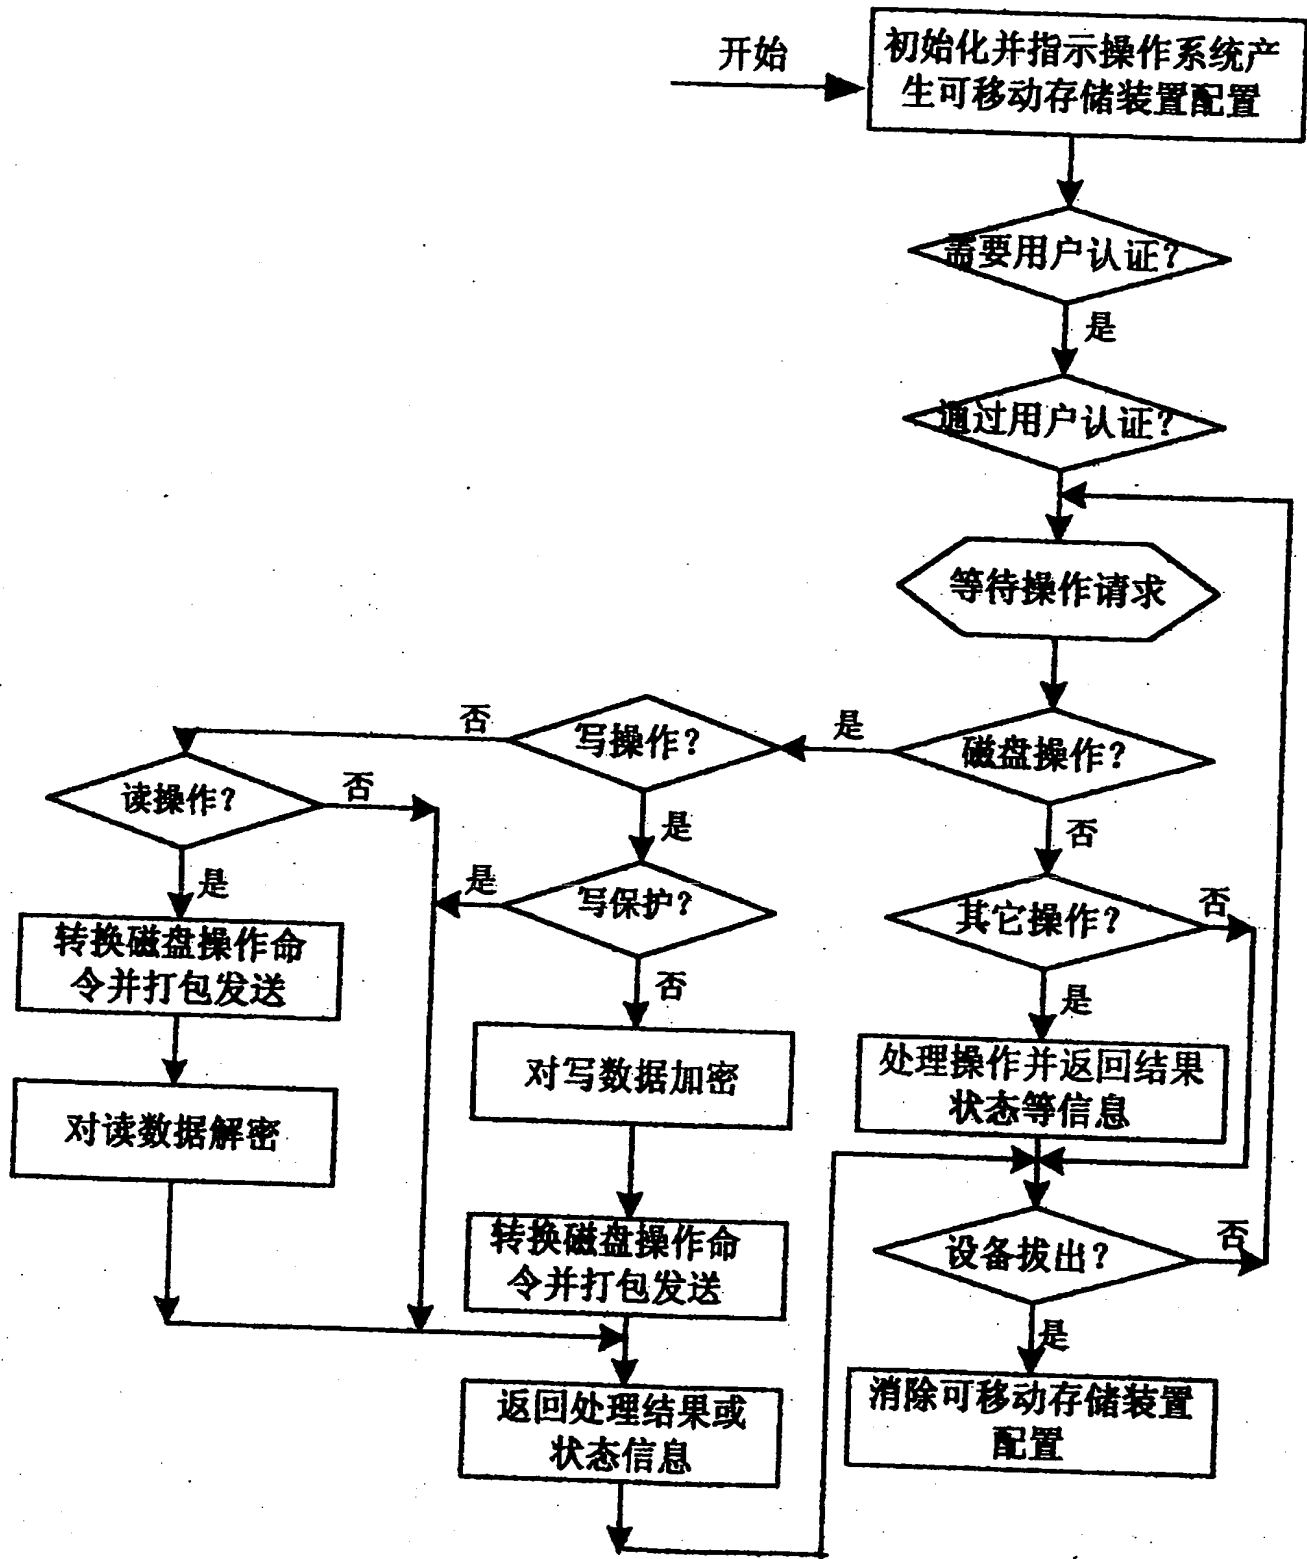 开始
初始化并指示操作系统产
生可移动存储装置配置
需要用户认证？
是
通过用户认证？
等待操作请求
磁盘操作？
是
写操作？
否
读操作？
否
是
转换磁盘操作命
令并打包发送
对读数据解密
是
写保护？
是
否
对写数据加密
转换磁盘操作命
令并打包发送
返回处理结果或
状态信息
否
其它操作？
否
是
处理操作并返回结果
状态等信息
设备拔出？
否
是
消除可移动存储装置
配置